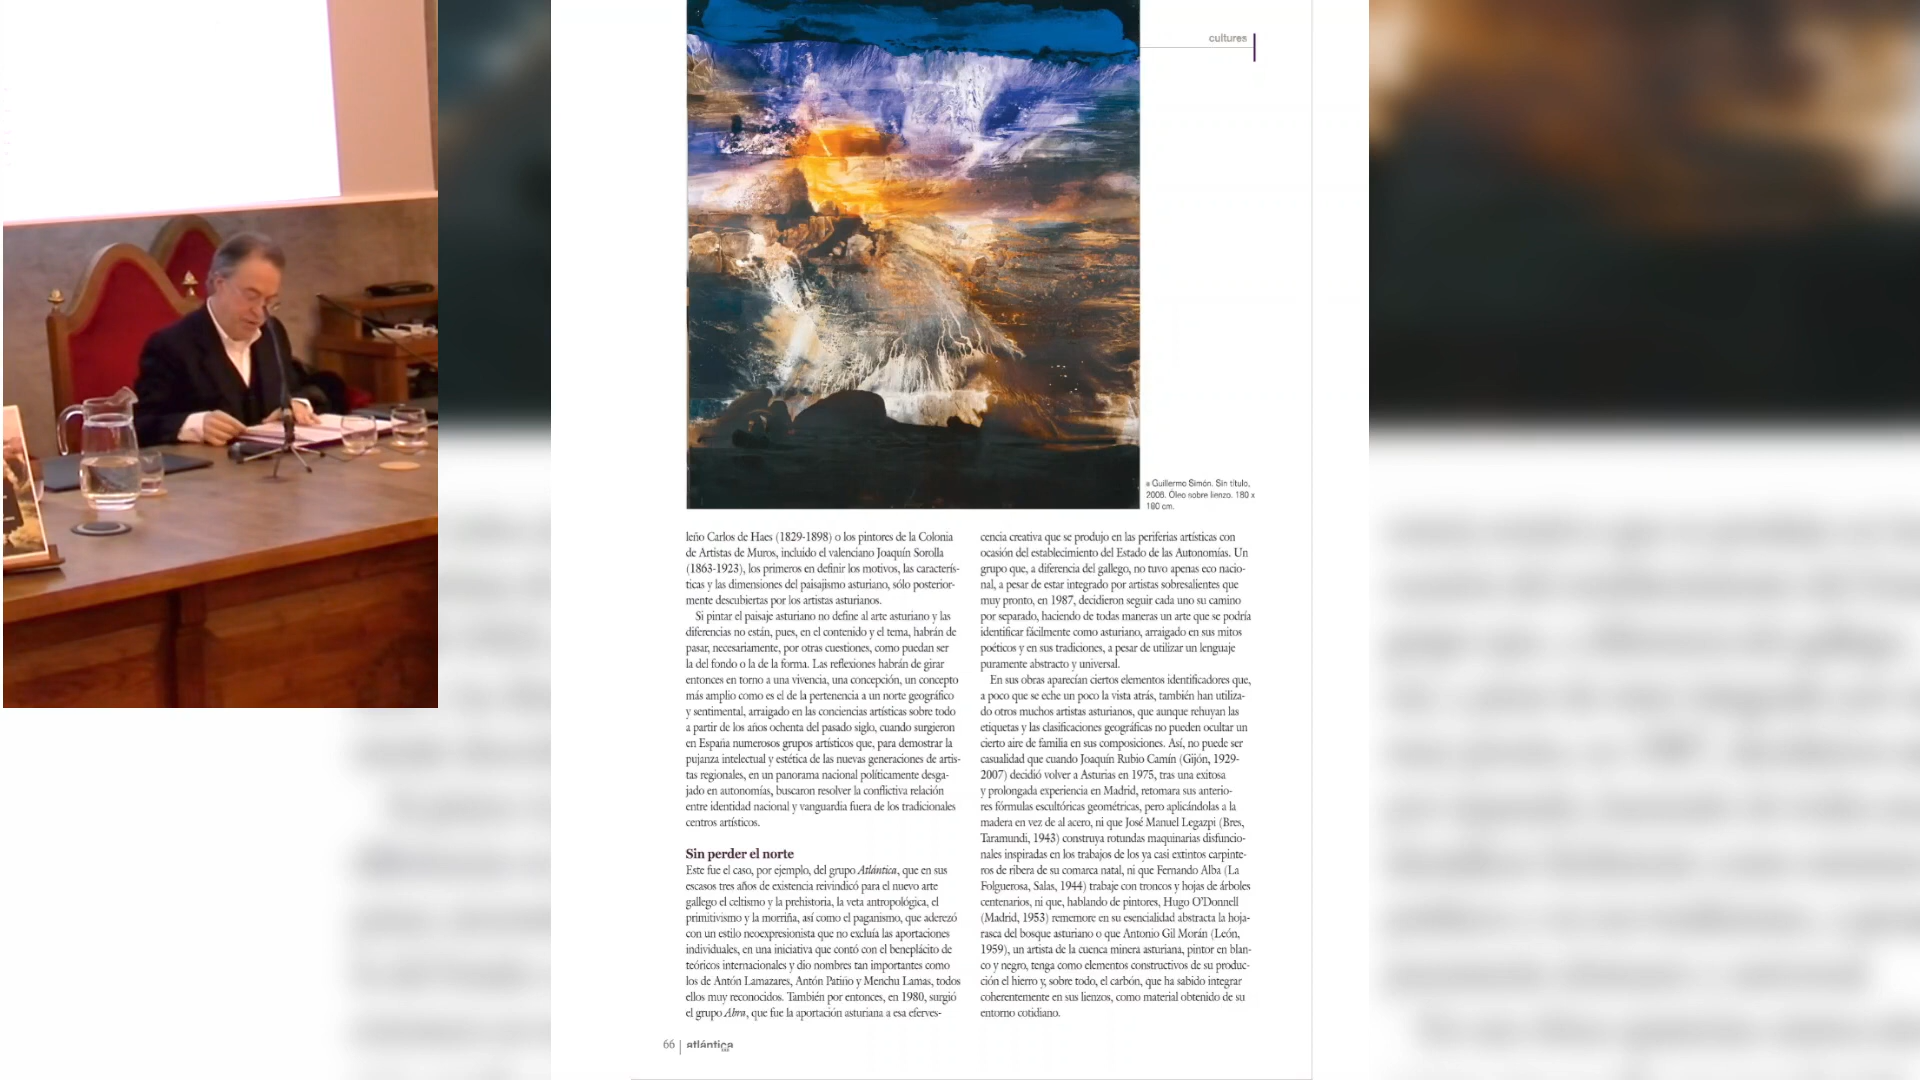 cultures
Guillermo Simón. Sin título,
2006. Óleo sobre lienzo. 180 x
180 cm.
leño Carlos de Haes (1829-1898) o los pintores de la Colonia
de Artistas de Muros, incluido el valenciano Joaquín Sorolla
(1863-1923), los primeros en definir los motivos, las caracterís-
ticas y las dimensiones del paisajismo asturiano, sólo posterior-
mente descubiertas por los artistas asturianos.
Si pintar el paisaje asturiano no define al arte asturiano y las
diferencias no están, pues, en el contenido y el tema, habrán de
pasar, necesariamente, por otras cuestiones, como puedan ser
la del fondo o la de la forma. Las reflexiones habrán de girar
entonces en torno a una vivencia, una concepción, un concepto
más amplio como es el de la pertenencia a un norte geográfico
y sentimental, arraigado en las conciencias artísticas sobre todo
a partir de los años ochenta del pasado siglo, cuando surgieron
en España numerosos grupos artísticos que, para demostrar la
pujanza intelectual y estética de las nuevas generaciones de artis-
tas regionales, en un panorama nacional políticamente desga-
jado en autonomías, buscaron resolver la conflictiva relación
entre identidad nacional y vanguardia fuera de los tradicionales
centros artísticos.
Sin perder el norte
Este fue el caso, por ejemplo, del grupo Atlántica, que en sus
escasos tres años de existencia reivindicó para el nuevo arte
gallego el celtismo y la prehistoria, la veta antropológica, el
primitivismo y la morriña, así como el paganismo, que aderezó
con un estilo neoexpresionista que no excluía las aportaciones
individuales, en una iniciativa que contó con el beneplácito de
teóricos internacionales y dio nombres tan importantes como
los de Antón Lamazares, Antón Patiño y Menchu Lamas, todos
ellos muy reconocidos. También por entonces, en 1980, surgió
el grupo Abra, que fue la aportación asturiana a esa eferves-
cencia creativa que se produjo en las periferias artísticas con
ocasión del establecimiento del Estado de las Autonomías. Un
grupo que, a diferencia del gallego, no tuvo apenas eco nacio-
nal, a pesar de estar integrado por artistas sobresalientes que
muy pronto, en 1987, decidieron seguir cada uno su camino
por separado, haciendo de todas maneras un arte que se podría
identificar fácilmente como asturiano, arraigado en sus mitos
poéticos y en sus tradiciones, a pesar de utilizar un lenguaje
puramente abstracto y universal.
En sus obras aparecían ciertos elementos identificadores que,
a poco que se eche un poco la vista atrás, también han utiliza-
do otros muchos artistas asturianos, que aunque rehuyan las
etiquetas y las clasificaciones geográficas no pueden ocultar un
cierto aire de familia en sus composiciones. Así, no puede ser
casualidad que cuando Joaquín Rubio Camín (Gijón, 1929-
2007) decidió volver a Asturias en 1975, tras una exitosa
y prolongada experiencia en Madrid, retomara sus anterio-
res fórmulas escultóricas geométricas, pero aplicándolas a la
madera en vez de al acero, ni que José Manuel Legazpi (Bres,
Taramundi, 1943) construya rotundas maquinarias disfuncio-
nales inspiradas en los trabajos de los ya casi extintos carpinte-
ros de ribera de su comarca natal, ni que Fernando Alba (La
Folguerosa, Salas, 1944) trabaje con troncos y hojas de árboles
centenarios, ni que, hablando de pintores, Hugo O'Donnell
(Madrid, 1953) rememore en su esencialidad abstracta la hoja-
rasca del bosque asturiano o que Antonio Gil Morán (León,
1959), un artista de la cuenca minera asturiana, pintor en blan-
co y negro, tenga como elementos constructivos de su produc-
ción el hierro y, sobre todo, el carbón, que ha sabido integrar
coherentemente en sus lienzos, como material obtenido de su
entorno cotidiano.
66 | atlántica